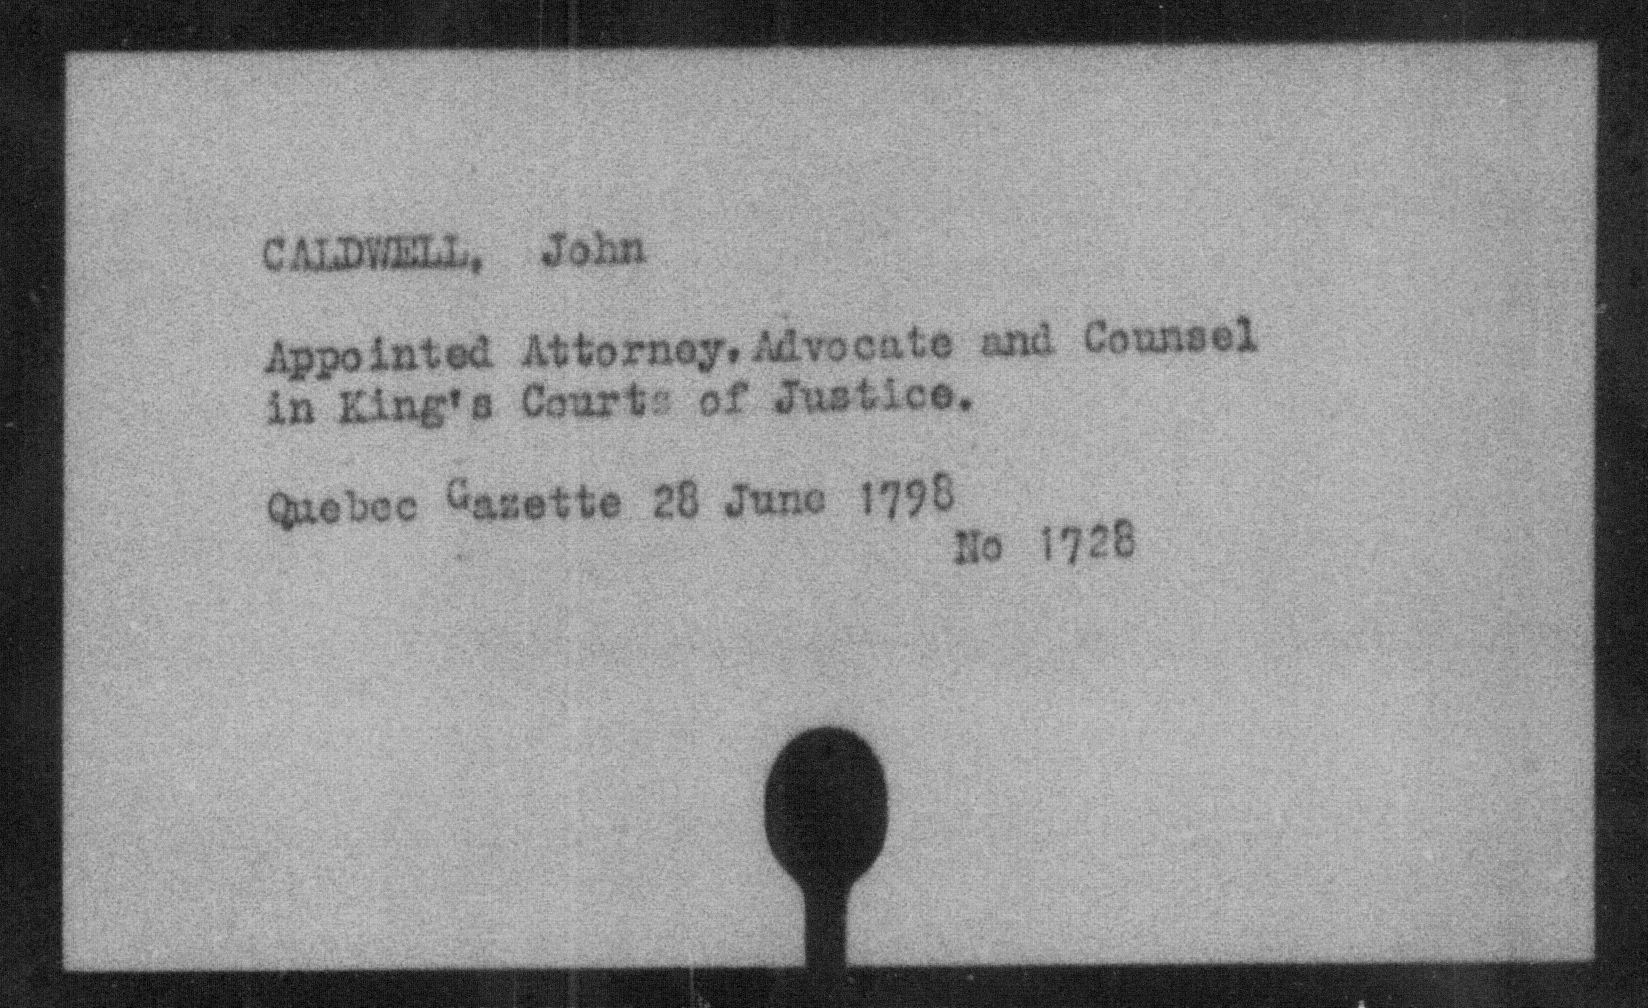 CALDWELL, John
Appointed Attorney, Advocate and Counsel
in King's Courts of Justice.
Quebec Gazette 28 June 1798
No 1728